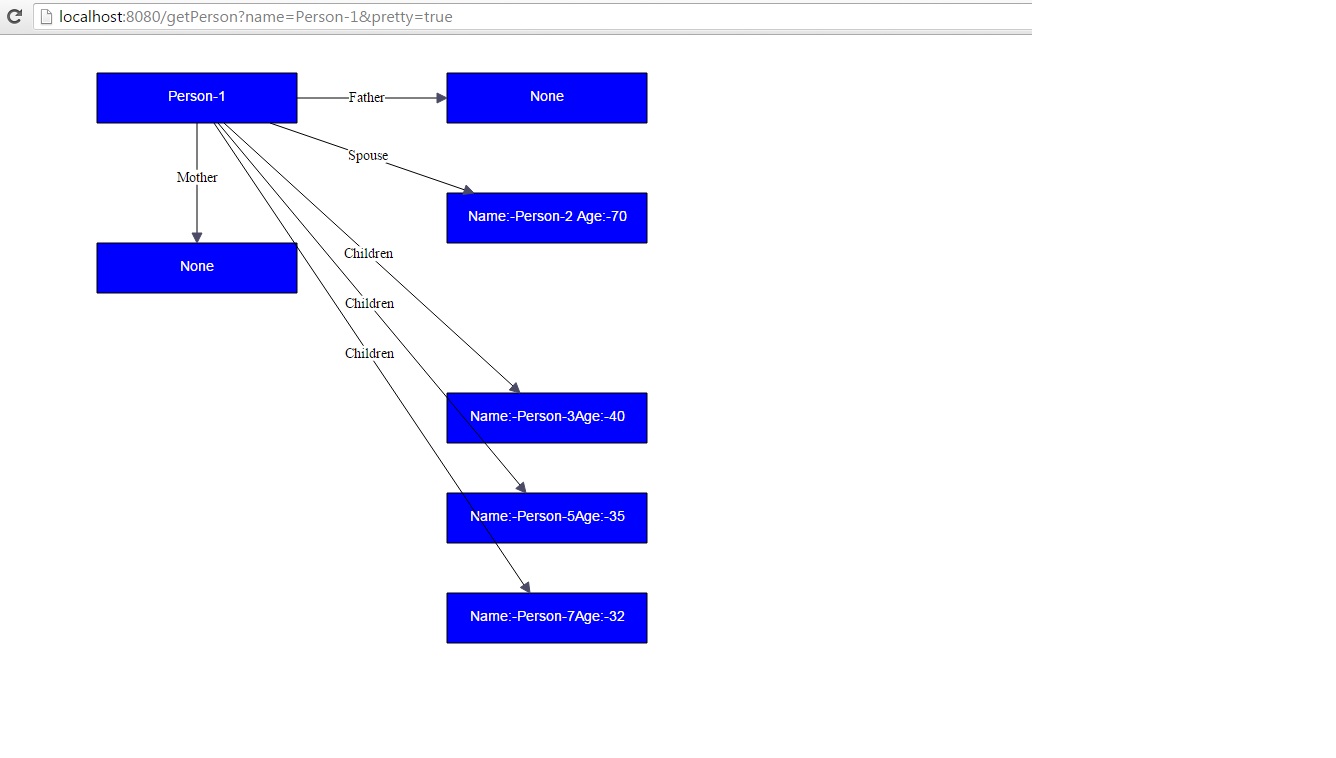 localhost:8080/getPerson?name=Person-1&pretty=true
Person-1
Father
None
Spouse
Mother
Name:-Person-2 Age:-70
Children
None
Children
Children
Name:-Person-3Age:-40
Name:-Person-5Age:-35
Name:-Person-7Age:-32